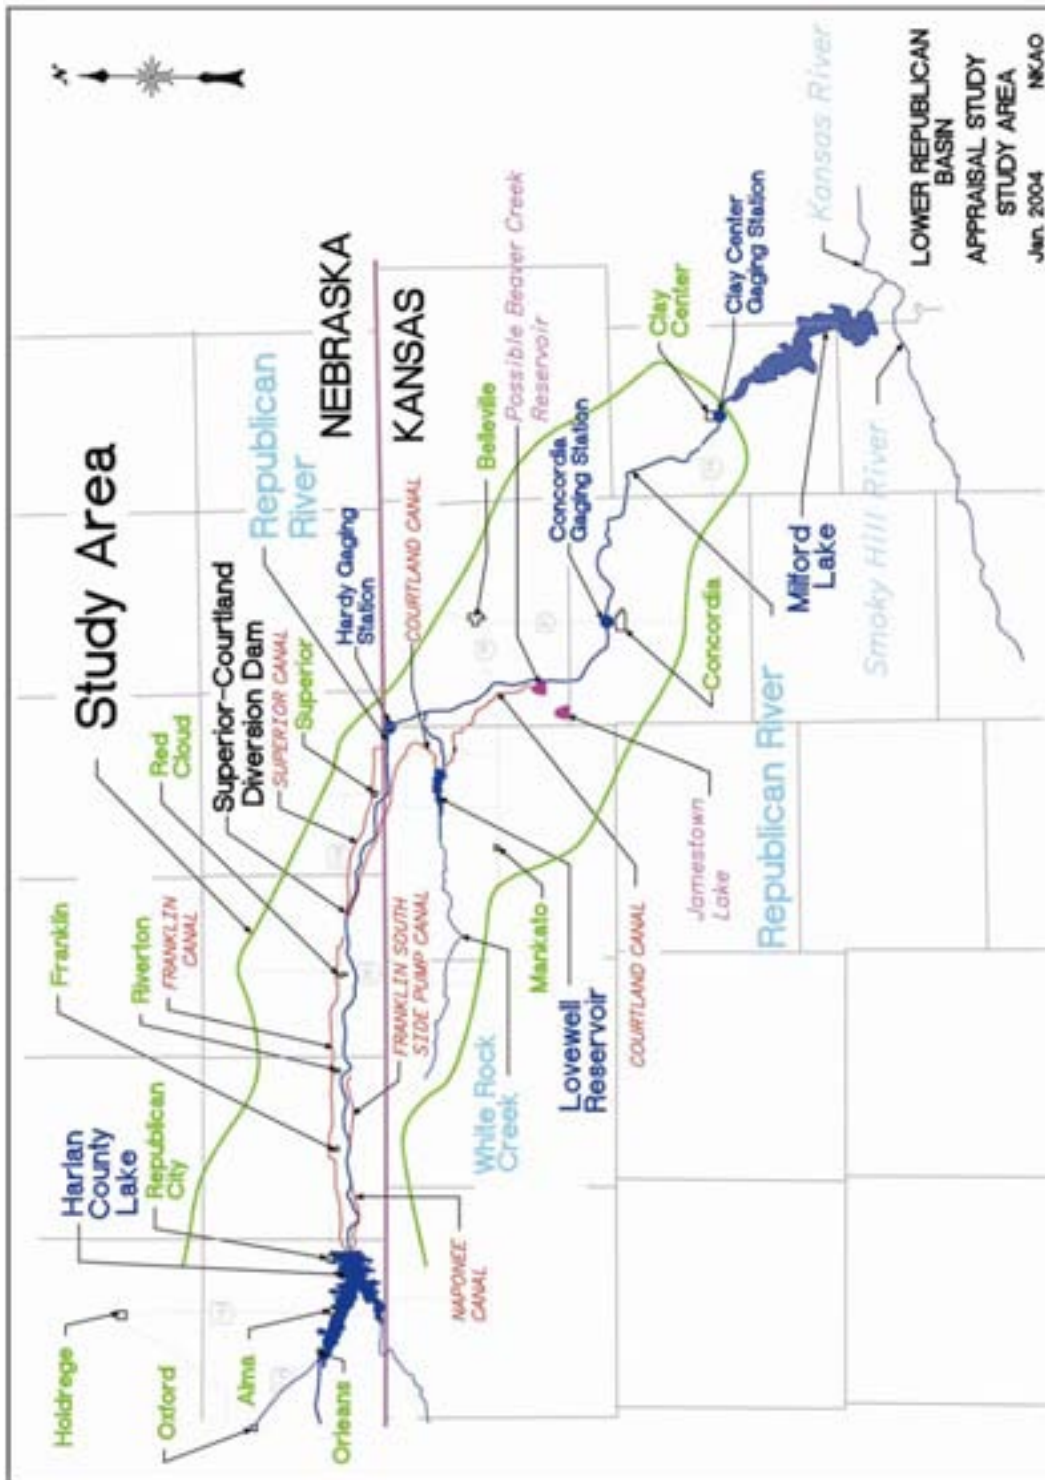 N
Study Area
Holdrege
Oxford
Alma
Orleans
Harlan
County
Lake
Republican
City
Franklin
Riverton
FRANKLIN
CANAL
Red
Cloud
Superior-Courtland
Diversion Dam
SUPERIOR CANAL
Superior
Republican
River
Hardy Gaging
Station
NEBRASKA
KANSAS
NAPONEE
CANAL
FRANKLIN SOUTH
SIDE PUMP CANAL
COURTLAND CANAL
White Rock
Creek
Lovewell
Reservoir
Mankato
COURTLAND CANAL
Belleville
Possible Beaver Creek
Reservoir
Concordia
Gaging Station
Clay
Center
Clay Center
Gaging Station
Jamestown
Lake
Concordia
Republican River
Milford
Lake
Smoky Hill River
Kansas River
LOWER REPUBLICAN
BASIN
APPRAISAL STUDY
STUDY AREA
Jan. 2004 NKAO